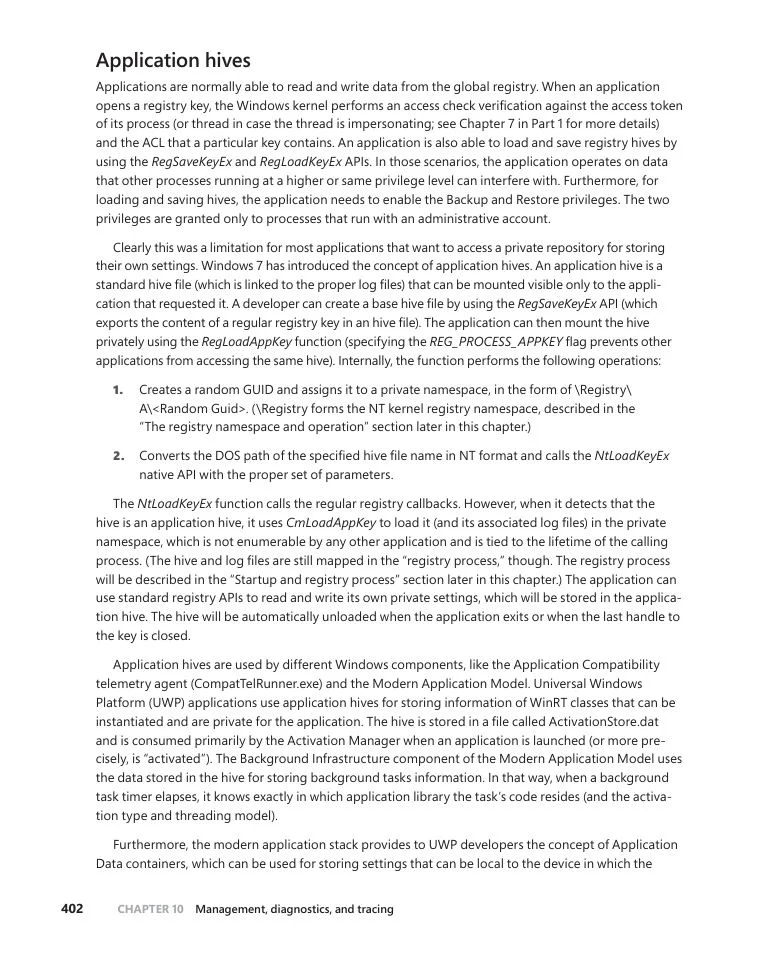 Application hives
Applications are normally able to read and write data from the global registry. When an application
opens a registry key, the Windows kernel performs an access check verification against the access token
of its process (or thread in case the thread is impersonating; see Chapter 7 in Part 1 for more details)
and the ACL that a particular key contains. An application is also able to load and save registry hives by
using the RegSaveKeyEx and RegLoadKeyEx APIs. In those scenarios, the application operates on data
that other processes running at a higher or same privilege level can interfere with. Furthermore, for
loading and saving hives, the application needs to enable the Backup and Restore privileges. The two
privileges are granted only to processes that run with an administrative account.
Clearly this was a limitation for most applications that want to access a private repository for storing
their own settings. Windows 7 has introduced the concept of application hives. An application hive is a
standard hive file (which is linked to the proper log files) that can be mounted visible only to the appli-
cation that requested it. A developer can create a base hive file by using the RegSaveKeyEx API (which
exports the content of a regular registry key in an hive file). The application can then mount the hive
privately using the RegLoadAppKey function (specifying the REG_PROCESS_APPKEY flag prevents other
applications from accessing the same hive). Internally, the function performs the following operations:
1. Creates a random GUID and assigns it to a private namespace, in the form of \Registry\
A\<Random Guid>. (\Registry forms the NT kernel registry namespace, described in the
“The registry namespace and operation” section later in this chapter.)
2. Converts the DOS path of the specified hive file name in NT format and calls the NtLoadKeyEx
native API with the proper set of parameters.
The NtLoadKeyEx function calls the regular registry callbacks. However, when it detects that the
hive is an application hive, it uses CmLoadAppKey to load it (and its associated log files) in the private
namespace, which is not enumerable by any other application and is tied to the lifetime of the calling
process. (The hive and log files are still mapped in the “registry process,” though. The registry process
will be described in the “Startup and registry process” section later in this chapter.) The application can
use standard registry APIs to read and write its own private settings, which will be stored in the applica-
tion hive. The hive will be automatically unloaded when the application exits or when the last handle to
the key is closed.
Application hives are used by different Windows components, like the Application Compatibility
telemetry agent (CompatTelRunner.exe) and the Modern Application Model. Universal Windows
Platform (UWP) applications use application hives for storing information of WinRT classes that can be
instantiated and are private for the application. The hive is stored in a file called ActivationStore.dat
and is consumed primarily by the Activation Manager when an application is launched (or more pre-
cisely, is “activated”). The Background Infrastructure component of the Modern Application Model uses
the data stored in the hive for storing background tasks information. In that way, when a background
task timer elapses, it knows exactly in which application library the task’s code resides (and the activa-
tion type and threading model).
Furthermore, the modern application stack provides to UWP developers the concept of Application
Data containers, which can be used for storing settings that can be local to the device in which the
402 CHAPTER 10 Management, diagnostics, and tracing